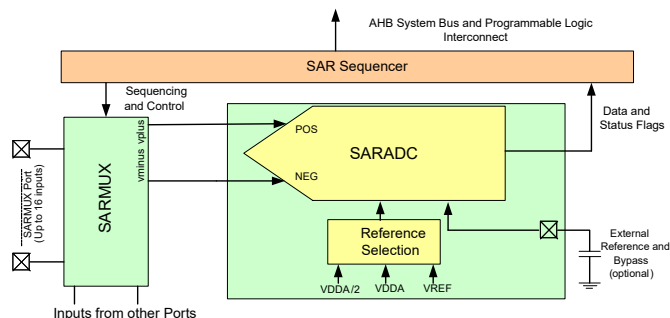 AHB System Bus and Programmable Logic
Interconnect
SAR Sequencer
Sequencing
and Control
Data and
Status Flags
vminus vplus
POS
NEG
SARADC
SARMUX
SARMUX Port
(Up to 16 inputs)
Reference
Selection
External
Reference and
Bypass
(optional)
VDDA/2 VDDA VREF
Inputs from other Ports